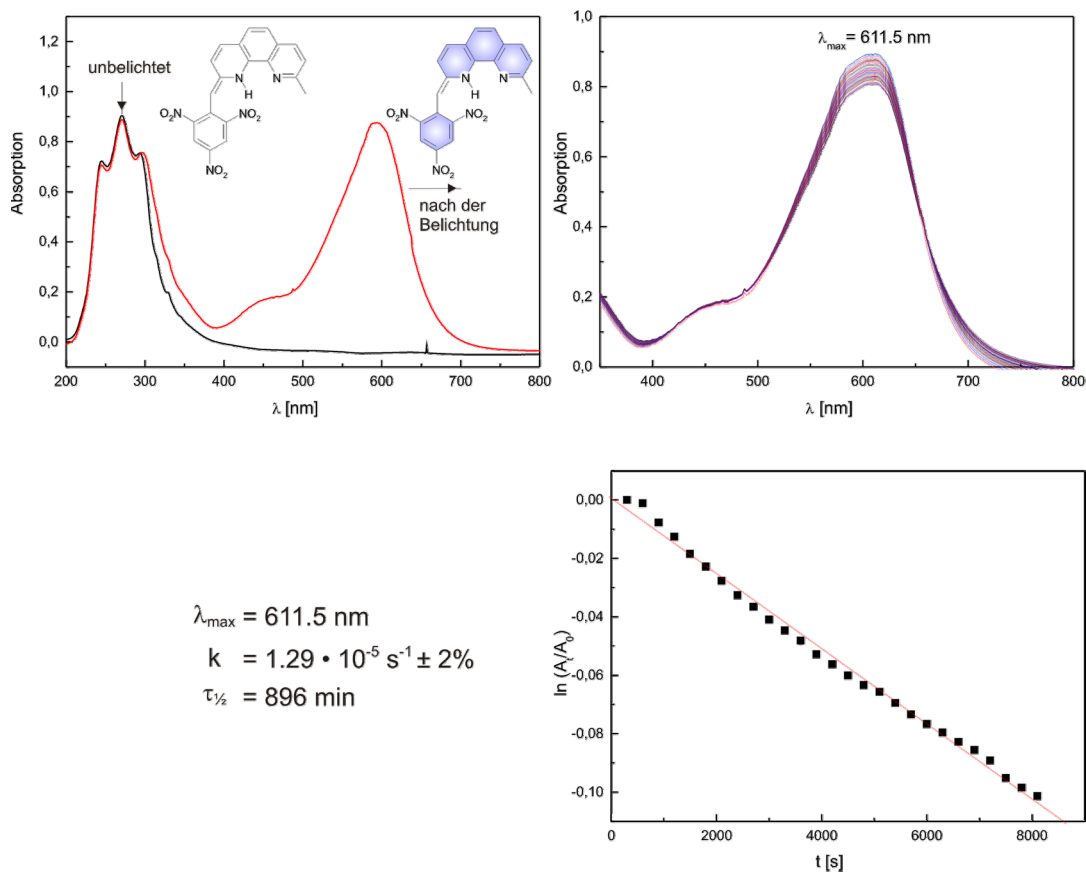 1,2
1,0
0,8
0,6
0,4
0,2
0,0
Absorption
unbelichtet
N
H
N
O₂N
NO₂
NO₂
N
H
N
NO₂
NO₂
NO₂
nach der
Belichtung
200 300 400 500 600 700 800
λ [nm]
λmax= 611.5 nm
1,0
0,8
0,6
0,4
0,2
0,0
Absorption
400 500 600 700 800
λ [nm]
λmax = 611.5 nm
k = 1.29 • 10⁻⁵ s⁻¹ ± 2%
τ½ = 896 min
0,00
-0,02
-0,04
-0,06
-0,08
-0,10
ln (Aₜ/A₀)
0 2000 4000 6000 8000
t [s]